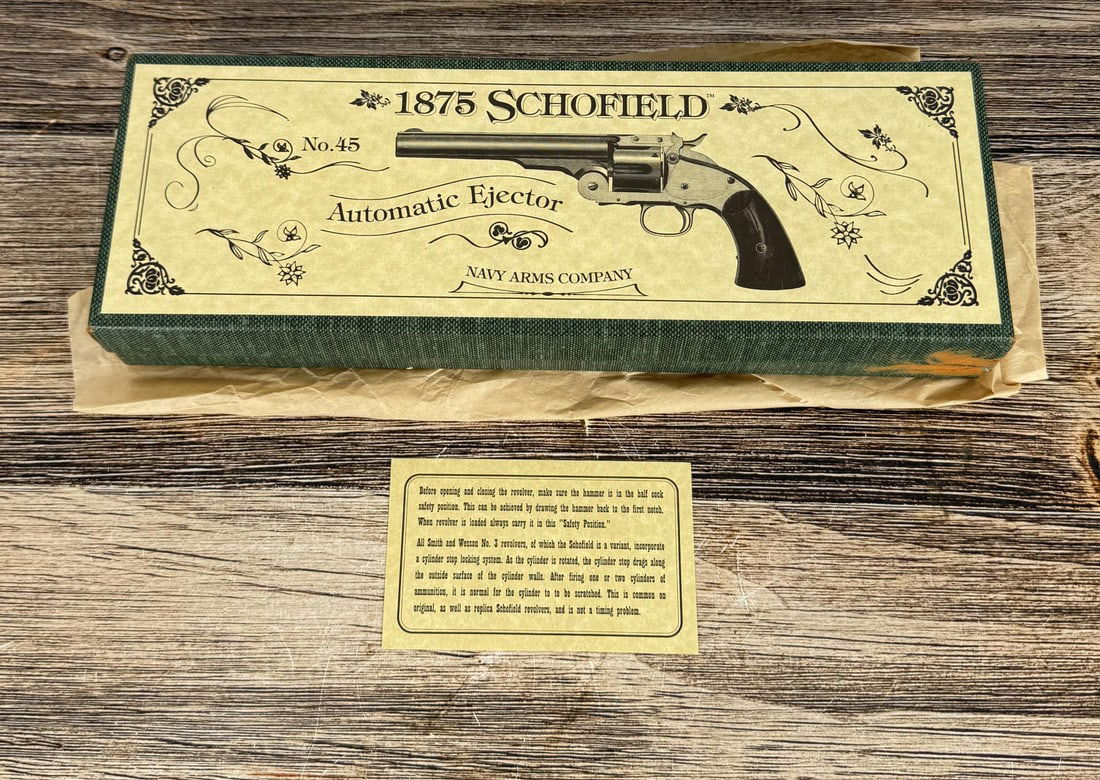 1875 SCHOFIELD™
No.45
Automatic Ejector
NAVY ARMS COMPANY
Before opening and closing the revolver, make sure the hammer is in the half cock
safety position. This can be achieved by drawing the hammer back to the first notch.
When revolver is loaded always carry it in this "Safety Position."
All Smith and Wesson No. 3 revolvers, of which the Schofield is a variant, incorporate
a cylinder stop locking system. As the cylinder is rotated, the cylinder stop drags along
the outside surface of the cylinder walls. After firing one or two cylinders of
ammunition, it is normal for the cylinder to to be scratched. This is common on
original, as well as replica Schofield revolvers, and is not a timing problem.